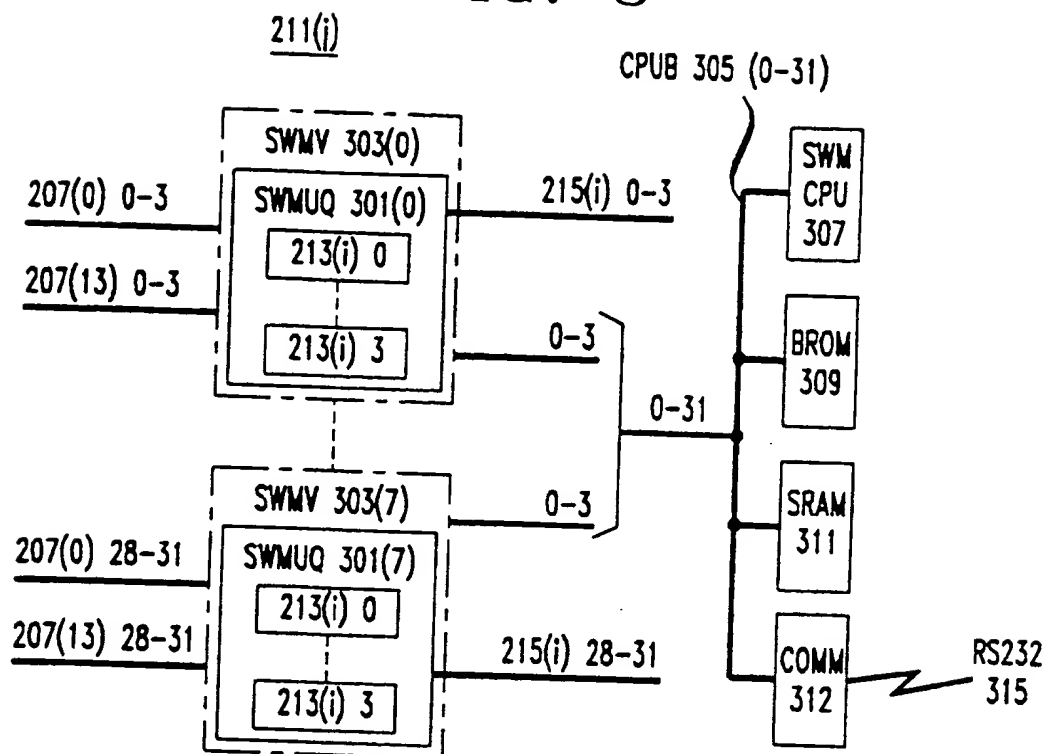 211(j)
CPUB 305 (0-31)
SWMV 303(0)
207(0) 0-3
SWMUQ 301(0)
215(i) 0-3
213(i) 0
207(13) 0-3
213(i) 3
0-3
0-31
SWM
CPU
307
BROM
309
SWMV 303(7)
0-3
SRAM
311
207(0) 28-31
SWMUQ 301(7)
213(i) 0
207(13) 28-31
215(i) 28-31
213(i) 3
COMM
312
RS232
315